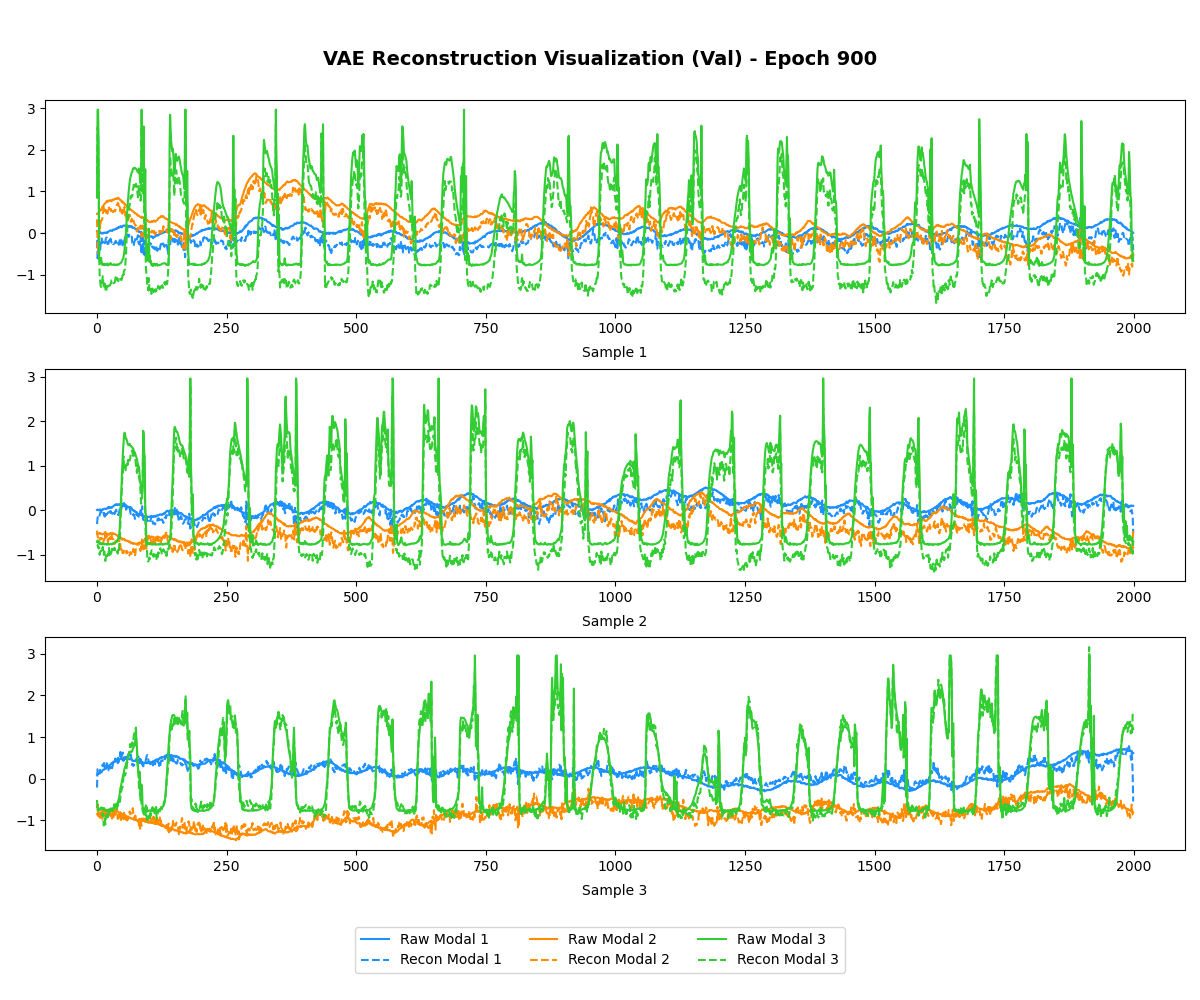 VAE Reconstruction Visualization (Val) - Epoch 900
3
2
1
0
−1
0 250 500 750 1000 1250 1500 1750 2000
Sample 1
3
2
1
0
−1
0 250 500 750 1000 1250 1500 1750 2000
Sample 2
3
2
1
0
−1
0 250 500 750 1000 1250 1500 1750 2000
Sample 3
Raw Modal 1 Raw Modal 2 Raw Modal 3
Recon Modal 1 Recon Modal 2 Recon Modal 3